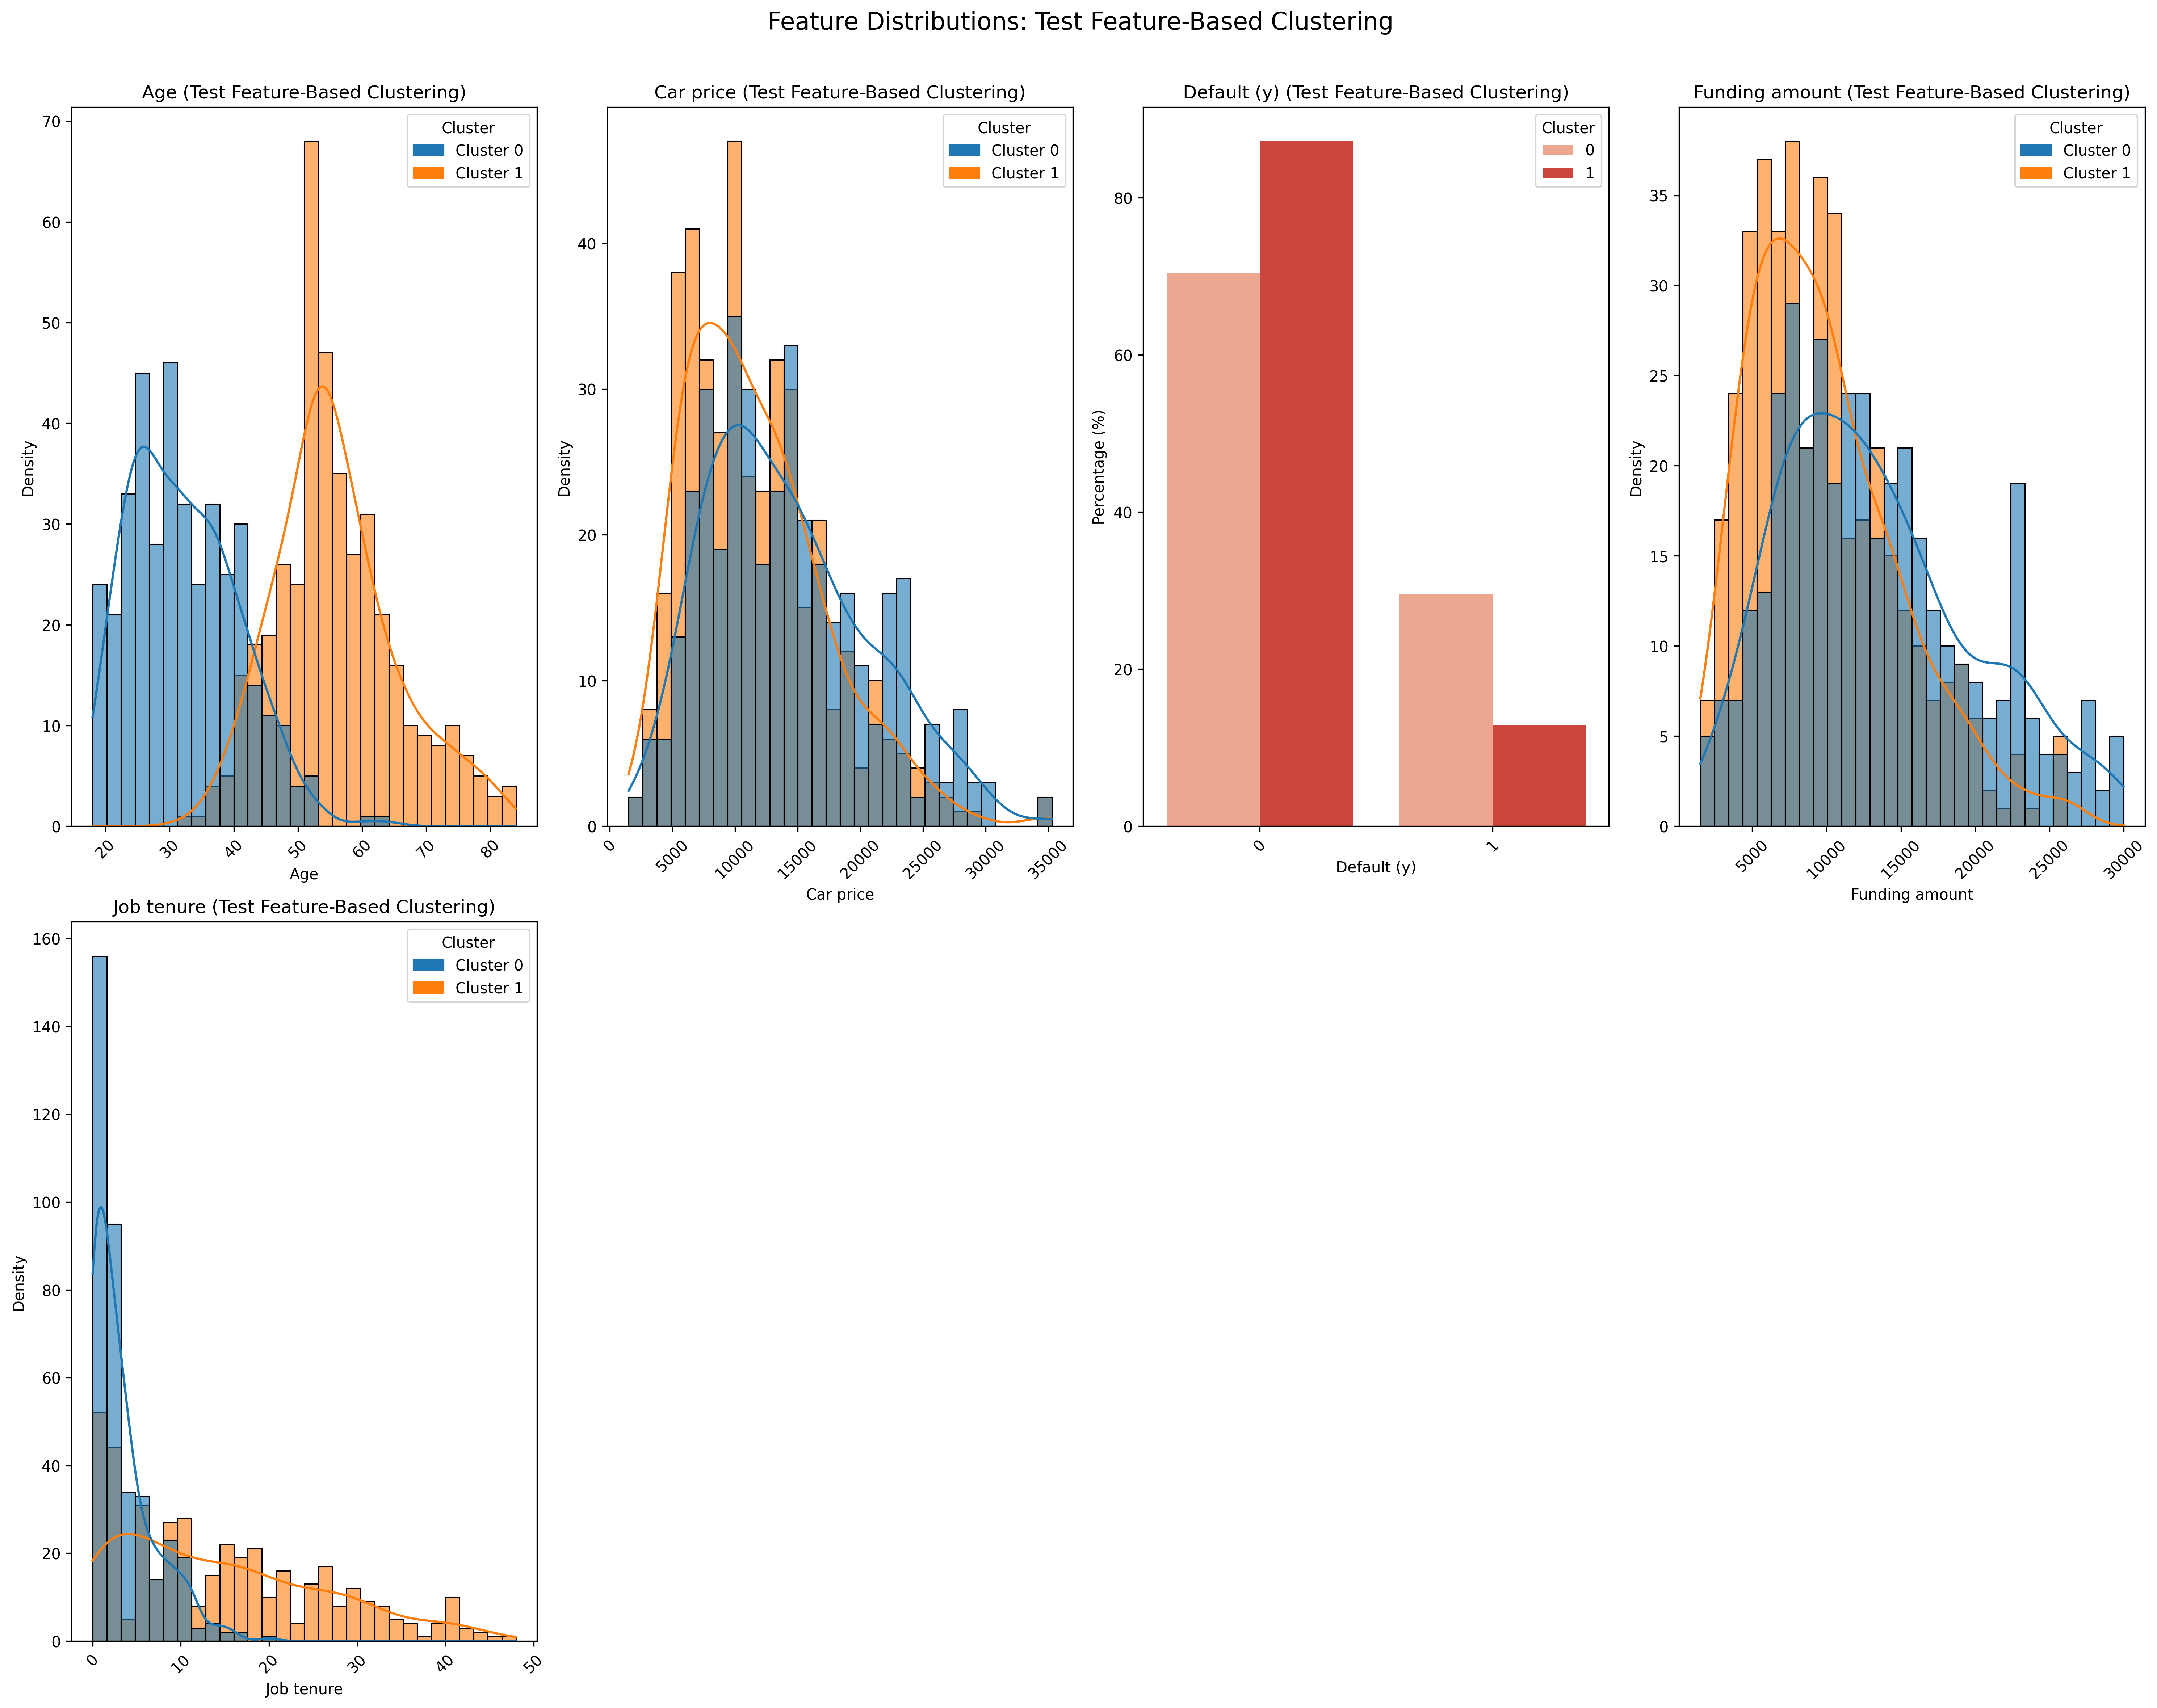 Feature Distributions: Test Feature-Based Clustering
Age (Test Feature-Based Clustering)
Density
70
60
50
40
30
20
10
0
Cluster
Cluster 0
Cluster 1
20
30
40
50
60
70
80
Age
Car price (Test Feature-Based Clustering)
Density
40
30
20
10
0
Cluster
Cluster 0
Cluster 1
0
5000
10000
15000
20000
25000
30000
35000
Car price
Default (y) (Test Feature-Based Clustering)
Percentage (%)
80
60
40
20
0
Cluster
0
1
0
1
Default (y)
Funding amount (Test Feature-Based Clustering)
Density
35
30
25
20
15
10
5
0
Cluster
Cluster 0
Cluster 1
5000
10000
15000
20000
25000
30000
Funding amount
Job tenure (Test Feature-Based Clustering)
Density
160
140
120
100
80
60
40
20
0
Cluster
Cluster 0
Cluster 1
0
10
20
30
40
50
Job tenure